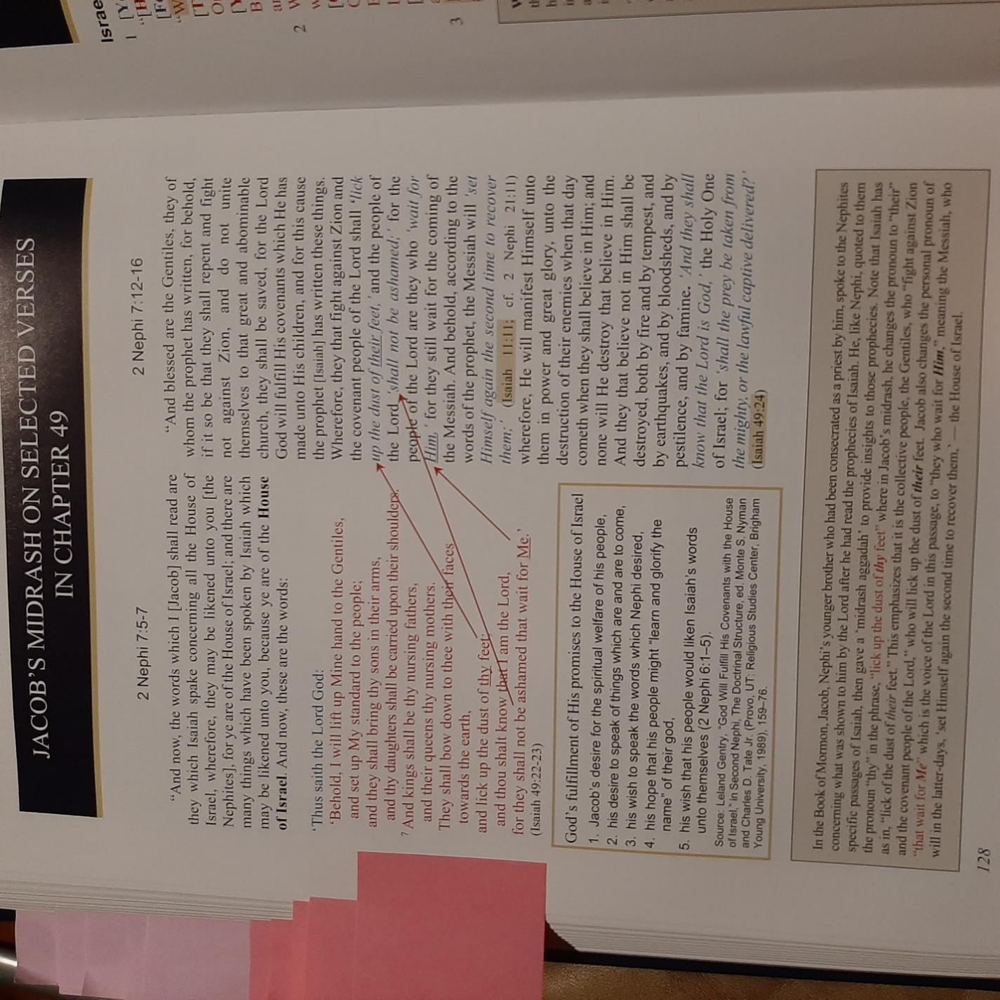 JACOB'S MIDRASH ON SELECTED VERSES
IN CHAPTER 49
2 Nephi 7:5-7
"And now, the words which I [Jacob] shall read are
they which Isaiah spake concerning all the House of
Israel, wherefore, they may be likened unto you [the
Nephites], for ye are of the House of Israel; and there are
many things which have been spoken by Isaiah which
may be likened unto you, because ye are of the House
of Israel. And now, these are the words:
'Thus saith the Lord God:
'Behold, I will lift up Mine hand to the Gentiles,
and set up My standard to the people;
and they shall bring thy sons in their arms,
and thy daughters shall be carried upon their shoulders.
7 And kings shall be thy nursing fathers,
and their queens thy nursing mothers.
They shall bow down to thee with their faces
towards the earth,
and lick up the dust of thy feet;
and thou shalt know that I am the Lord,
for they shall not be ashamed that wait for Me.'
(Isaiah 49:22-23)
God's fulfillment of His promises to the House of Israel
1. Jacob's desire for the spiritual welfare of his people,
2. his desire to speak of things which are and are to come,
3. his wish to speak the words which Nephi desired,
4. his hope that his people might "learn and glorify the
name" of their god,
5. his wish that his people would liken Isaiah's words
unto themselves (2 Nephi 6:1–5).
Source: Leland Gentry, "God Will Fulfill His Covenants with the House
of Israel," in Second Nephi, The Doctrinal Structure, ed. Monte S. Nyman
and Charles D. Tate Jr. (Provo, UT: Religious Studies Center, Brigham
Young University, 1989), 159–76.
2 Nephi 7:12-16
"And blessed are the Gentiles, they of
whom the prophet has written, for behold,
if it so be that they shall repent and fight
not against Zion, and do not unite
themselves to that great and abominable
church, they shall be saved, for the Lord
God will fulfill His covenants which He has
made unto His children, and for this cause
the prophet [Isaiah] has written these things.
Wherefore, they that fight against Zion and
the covenant people of the Lord shall 'lick
up the dust of their feet,' and the people of
the Lord 'shall not be ashamed;' for the
people of the Lord are they who 'wait for
Him,' for they still wait for the coming of
the Messiah. And behold, according to the
words of the prophet, the Messiah will 'set
Himself again the second time to recover
them;' (Isaiah 11:11; cf. 2 Nephi 21:11)
wherefore, He will manifest Himself unto
them in power and great glory, unto the
destruction of their enemies when that day
cometh when they shall believe in Him; and
none will He destroy that believe in Him.
And they that believe not in Him shall be
destroyed, both by fire and by tempest, and
by earthquakes, and by bloodsheds, and by
pestilence, and by famine. 'And they shall
know that the Lord is God,' the Holy One
of Israel; for 'shall the prey be taken from
the mighty, or the lawful captive delivered?'
(Isaiah 49:24)
In the Book of Mormon, Jacob, Nephi's younger brother who had been consecrated as a priest by him, spoke to the Nephites
concerning what was shown to him by the Lord after he had read the prophecies of Isaiah. He, like Nephi, quoted to them
specific passages of Isaiah, then gave a 'midrash aggadah' to provide insights to those prophecies. Note that Isaiah has
the pronoun "thy" in the phrase, "lick up the dust of thy feet" where in Jacob's midrash, he changes the pronoun to "their"
as in, "lick of the dust of their feet." This emphasizes that it is the collective people, the Gentiles, who "fight against Zion
and the covenant people of the Lord," who will lick up the dust of their feet. Jacob also changes the personal pronoun of
"that wait for Me" which is the voice of the Lord in this passage, to "they who wait for Him," meaning the Messiah, who
will in the latter-days, 'set Himself again the second time to recover them,' — the House of Israel.
128
Israe
1
2
3